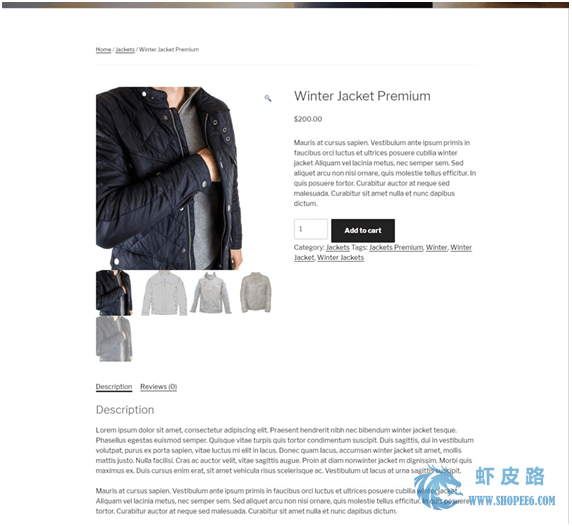 Home / Jackets / Winter Jacket Premium
Winter Jacket Premium
$200.00
Mauris at cursus sapien. Vestibulum ante ipsum primis in
faucibus orci luctus et ultrices posuere cubilia winter
jacket Aliquam vel lacinia metus, nec semper sem. Sed
aliquet arcu non nisi ornare, quis molestie tellus efficitur. In
quis posuere tortor. Curabitur auctor at neque sed
malesuada. Curabitur sit amet nulla et nunc dapibus
dictum.
1
Add to cart
Category: Jackets Tags: Jackets Premium, Winter, Winter
Jacket, Winter Jackets
Description Reviews (0)
Description
Lorem ipsum dolor sit amet, consectetur adipiscing elit. Praesent hendrerit nibh nec bibendum winter jacket tesque.
Phasellus egestas euismod semper. Quisque vitae turpis quis tortor condimentum suscipit. Duis sagittis, dui in vestibulum
volutpat, purus ex porta sapien, vitae luctus mi elit in lacus. Donec quam lacus, accumsan winter jacket sit amet, mollis
mattis justo. Nulla facilisi. Cras ac auctor velit, vitae sagittis augue. Proin at diam nonwinter jacket m dignissim. Morbi quis
maximus ex. Duis cursus enim erat, sit amet vehicula risus scelerisque ac. Vestibulum ut lacus at urna sagittis suscipit.
Mauris at cursus sapien. Vestibulum ante ipsum primis in faucibus orci luctus et ultrices posuere cubilia winter jacket
Aliquam vel lacinia metus, nec semper sem. Sed aliquet arcu non nisi ornare, quis molestie tellus efficitur. In quis posuere
tortor. Curabitur auctor at neque sed malesuada. Curabitur sit amet nulla et nunc dapibus dictum.
虾皮路
WWW.SHOPEE6.COM